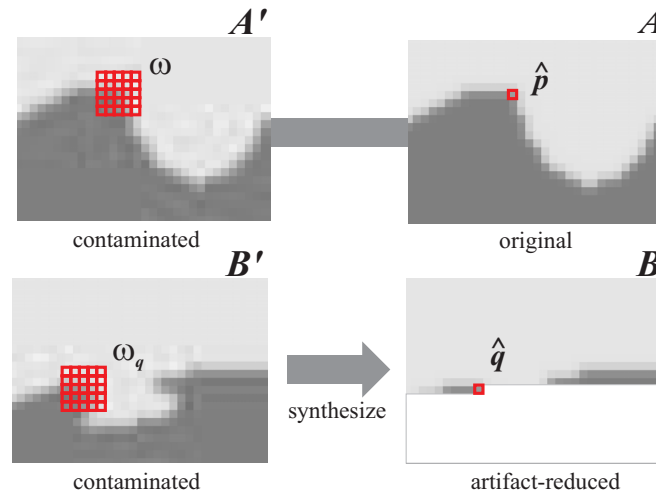 A'
ω
A
p̂
contaminated
original
B'
ω_q
B
q̂
synthesize
contaminated
artifact-reduced